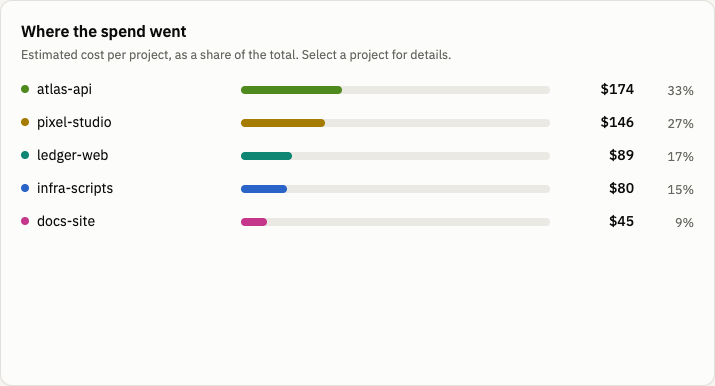 Where the spend went
Estimated cost per project, as a share of the total. Select a project for details.
atlas-api $174 33%
pixel-studio $146 27%
ledger-web $89 17%
infra-scripts $80 15%
docs-site $45 9%